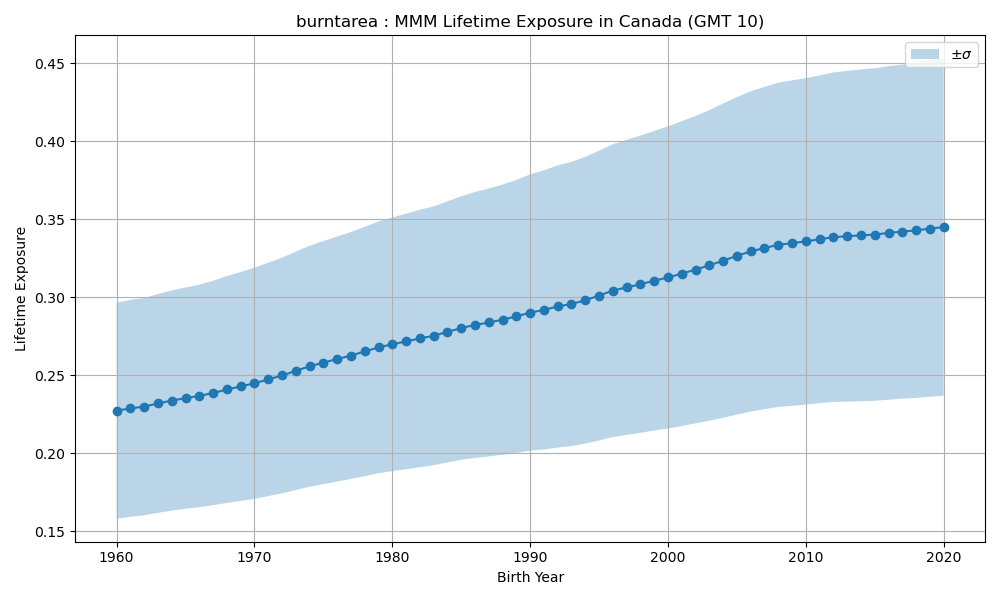 burntarea : MMM Lifetime Exposure in Canada (GMT 10)
±σ
Lifetime Exposure
0.45
0.40
0.35
0.30
0.25
0.20
0.15
1960 1970 1980 1990 2000 2010 2020
Birth Year